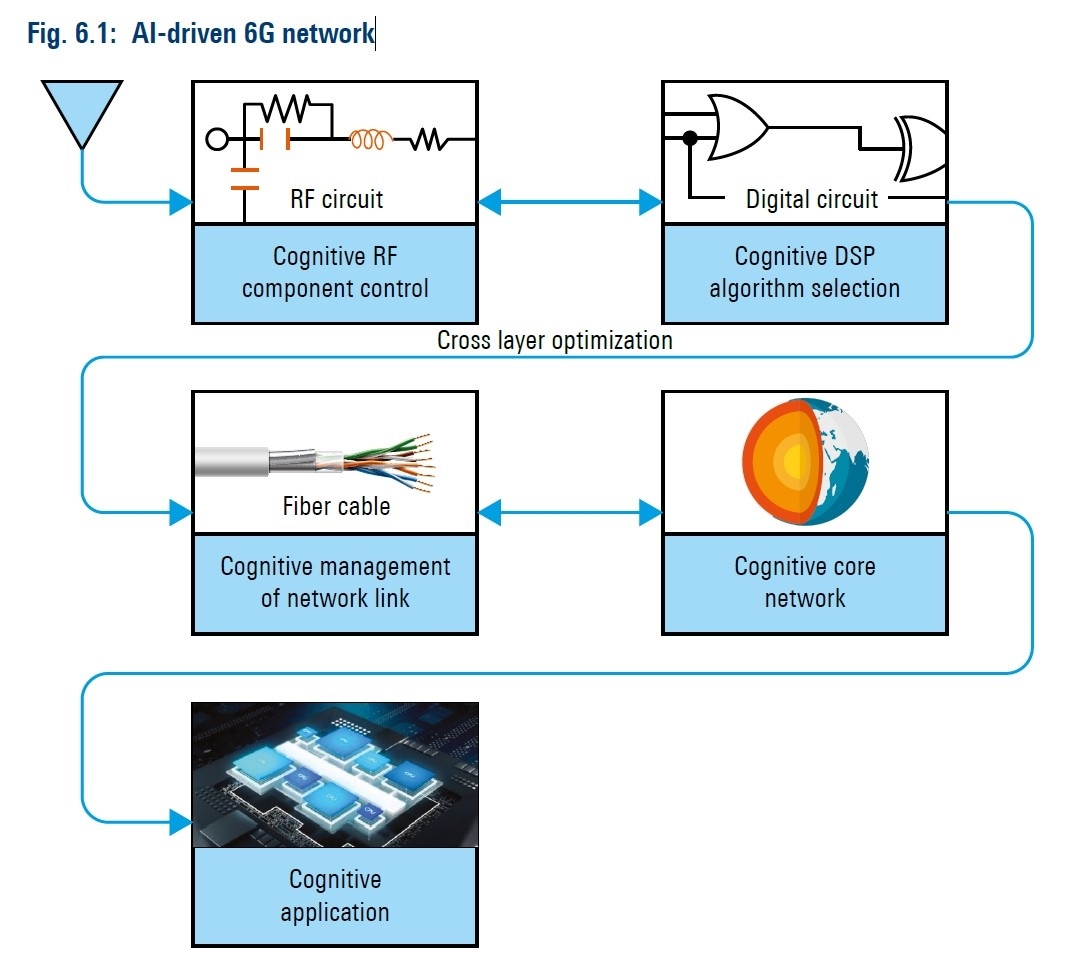 Fig. 6.1: AI-driven 6G network
RF circuit
Cognitive RF
component control
Digital circuit
Cognitive DSP
algorithm selection
Cross layer optimization
Fiber cable
Cognitive management
of network link
Cognitive core
network
Cognitive
application